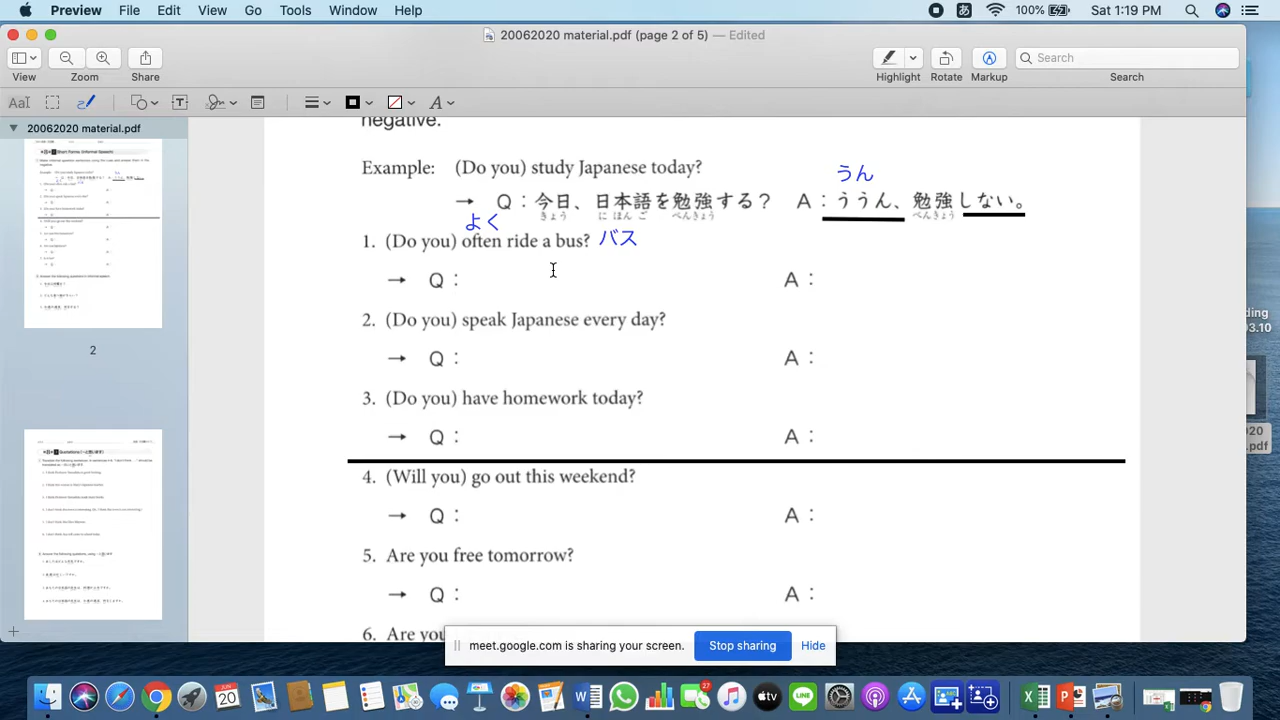 Preview File Edit View Go Tools Window Help 100% Sat 1:19 PM
20062020 material.pdf (page 2 of 5) — Edited
Search
View Zoom Share Highlight Rotate Markup Search
20062020 material.pdf
2
negative.
Example: (Do you) study Japanese today?
うん
→ Q：今日、日本語を勉強する？ A：ううん、勉強しない。
きょう にほんご べんきょう べんきょう
よく
1. (Do you) often ride a bus? バス
→ Q： A：
2. (Do you) speak Japanese every day?
→ Q： A：
3. (Do you) have homework today?
→ Q： A：
4. (Will you) go out this weekend?
→ Q： A：
5. Are you free tomorrow?
→ Q： A：
6. Are you
meet.google.com is sharing your screen. Stop sharing Hide